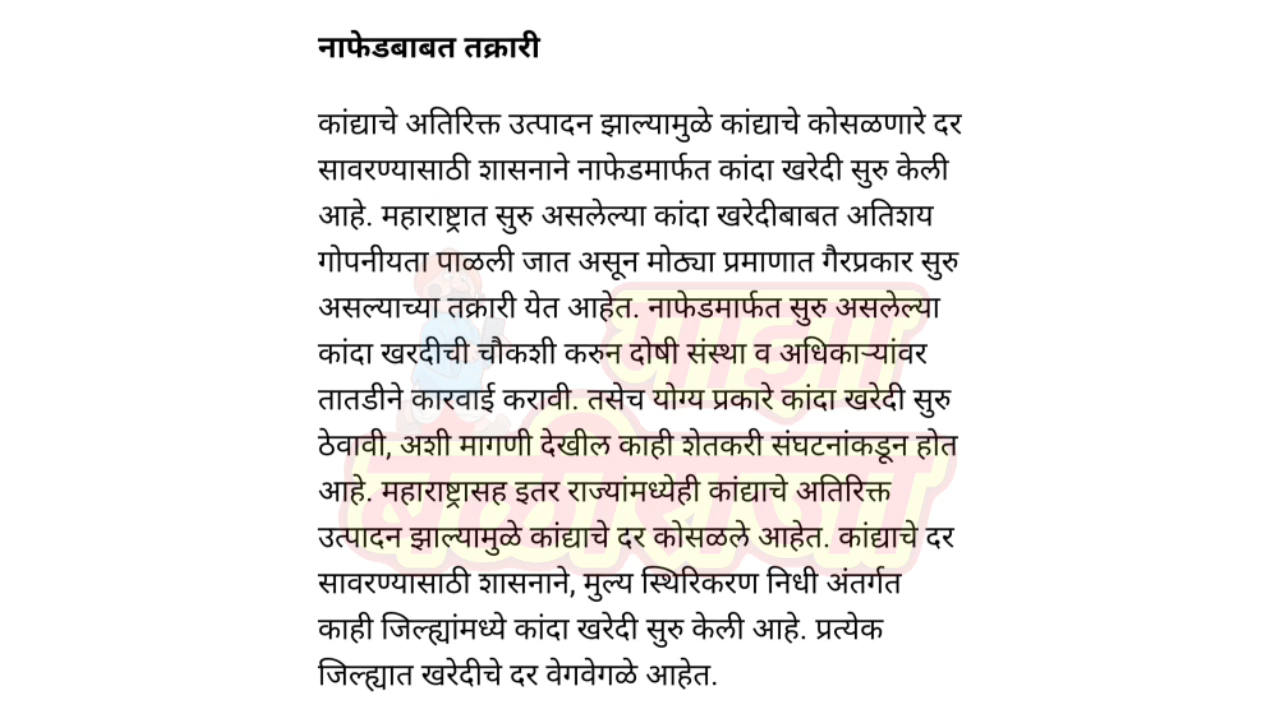 नाफेडबाबत तक्रारी
कांद्याचे अतिरिक्त उत्पादन झाल्यामुळे कांद्याचे कोसळणारे दर
सावरण्यासाठी शासनाने नाफेडमार्फत कांदा खरेदी सुरु केली
आहे. महाराष्ट्रात सुरु असलेल्या कांदा खरेदीबाबत अतिशय
गोपनीयता पाळली जात असून मोठ्या प्रमाणात गैरप्रकार सुरु
असल्याच्या तक्रारी येत आहेत. नाफेडमार्फत सुरु असलेल्या
कांदा खरदीची चौकशी करुन दोषी संस्था व अधिकाऱ्यांवर
तातडीने कारवाई करावी. तसेच योग्य प्रकारे कांदा खरेदी सुरु
ठेवावी, अशी मागणी देखील काही शेतकरी संघटनांकडून होत
आहे. महाराष्ट्रासह इतर राज्यांमध्येही कांद्याचे अतिरिक्त
उत्पादन झाल्यामुळे कांद्याचे दर कोसळले आहेत. कांद्याचे दर
सावरण्यासाठी शासनाने, मुल्य स्थिरिकरण निधी अंतर्गत
काही जिल्ह्यांमध्ये कांदा खरेदी सुरु केली आहे. प्रत्येक
जिल्ह्यात खरेदीचे दर वेगवेगळे आहेत.
माझा
बळीराजा